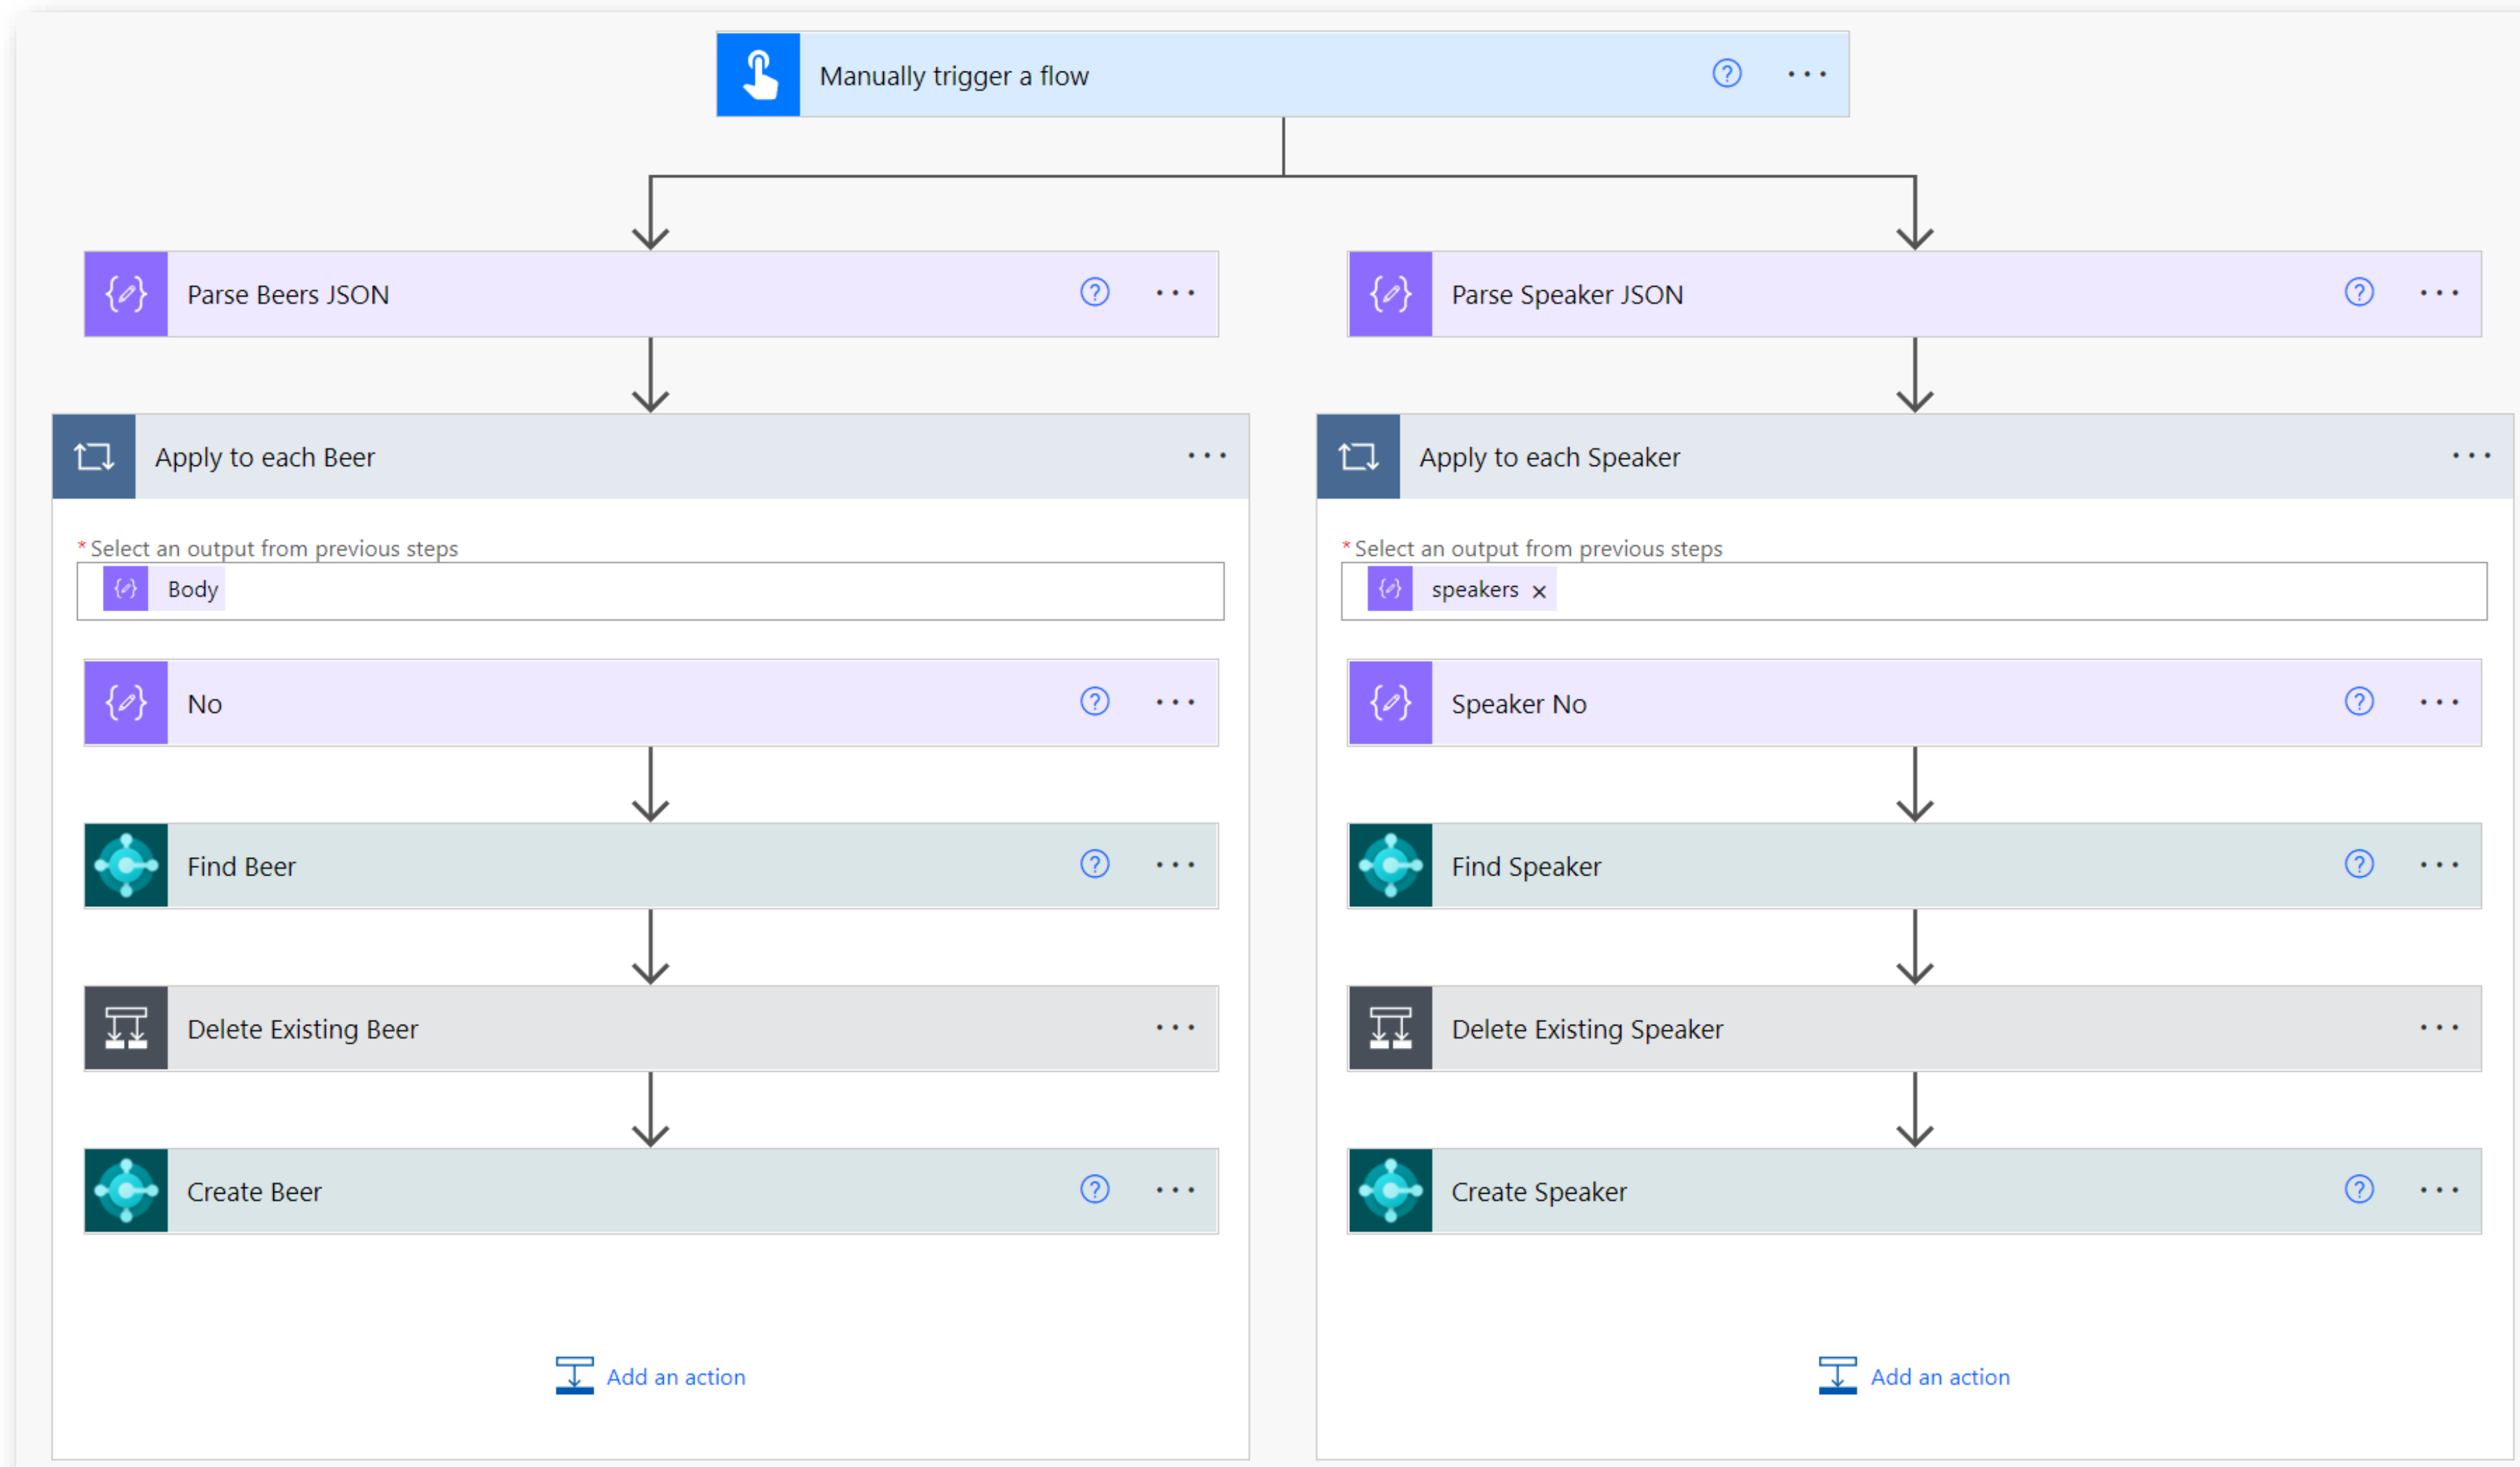 Manually trigger a flow
Parse Beers JSON
Apply to each Beer
* Select an output from previous steps
Body
No
Find Beer
Delete Existing Beer
Create Beer
Add an action
Parse Speaker JSON
Apply to each Speaker
* Select an output from previous steps
speakers ×
Speaker No
Find Speaker
Delete Existing Speaker
Create Speaker
Add an action